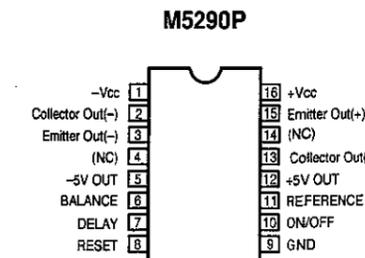 M5290P
–Vcc 1
Collector Out(–) 2
Emitter Out(–) 3
(NC) 4
–5V OUT 5
BALANCE 6
DELAY 7
RESET 8
16 +Vcc
15 Emitter Out(+)
14 (NC)
13 Collector Out(
12 +5V OUT
11 REFERENCE
10 ON/OFF
9 GND